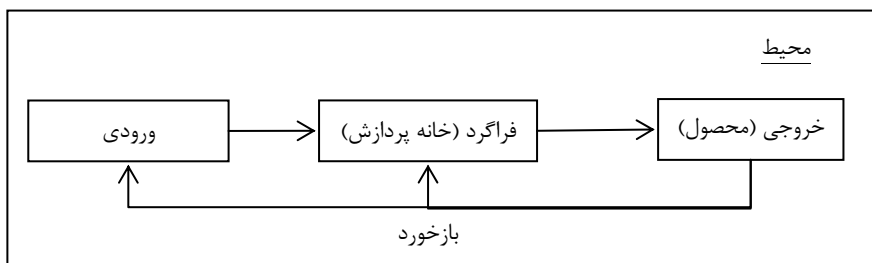 محیط
ورودی
فراگرد (خانه پردازش)
خروجی (محصول)
بازخورد